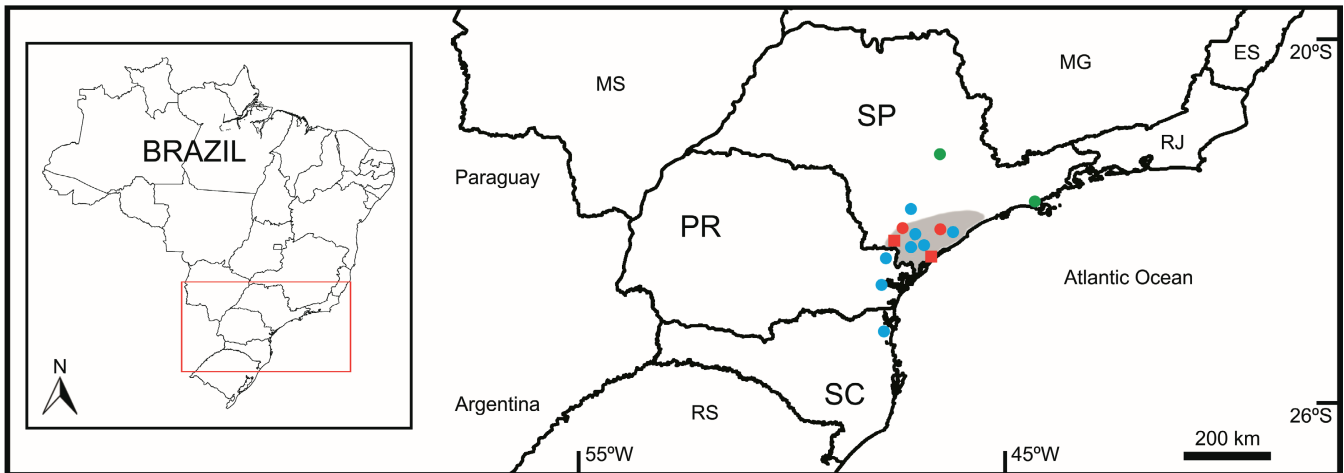 BRAZIL
N
MS
MG
ES
20ºS
SP
RJ
Paraguay
PR
Atlantic Ocean
SC
Argentina
RS
26ºS
55ºW
45ºW
200 km